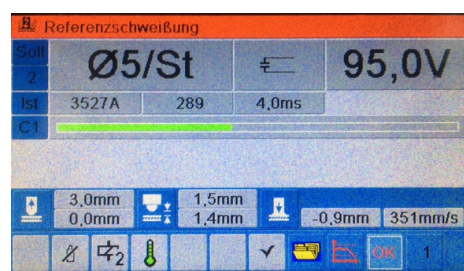 Referenzschweißung
Soll
2
Ø5/St
95,0V
Ist
3527A
289
4,0ms
C1
3,0mm
0,0mm
1,5mm
1,4mm
-0,9mm
351mm/s
2
OK
1